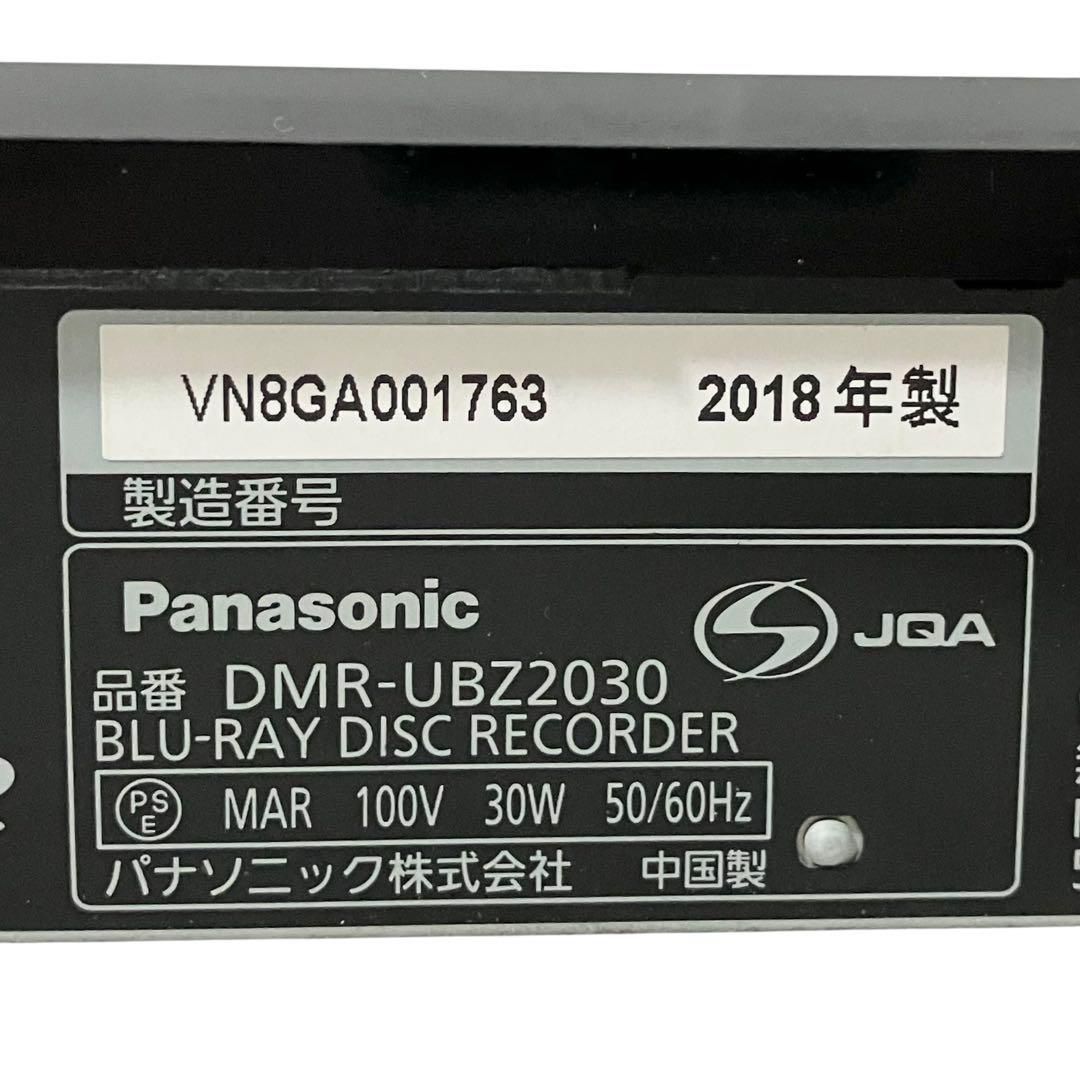 VN8GA001763 2018年製
製造番号
Panasonic
JQA
品番 DMR-UBZ2030
BLU-RAY DISC RECORDER
PS
E
MAR 100V 30W 50/60Hz
パナソニック株式会社 中国製